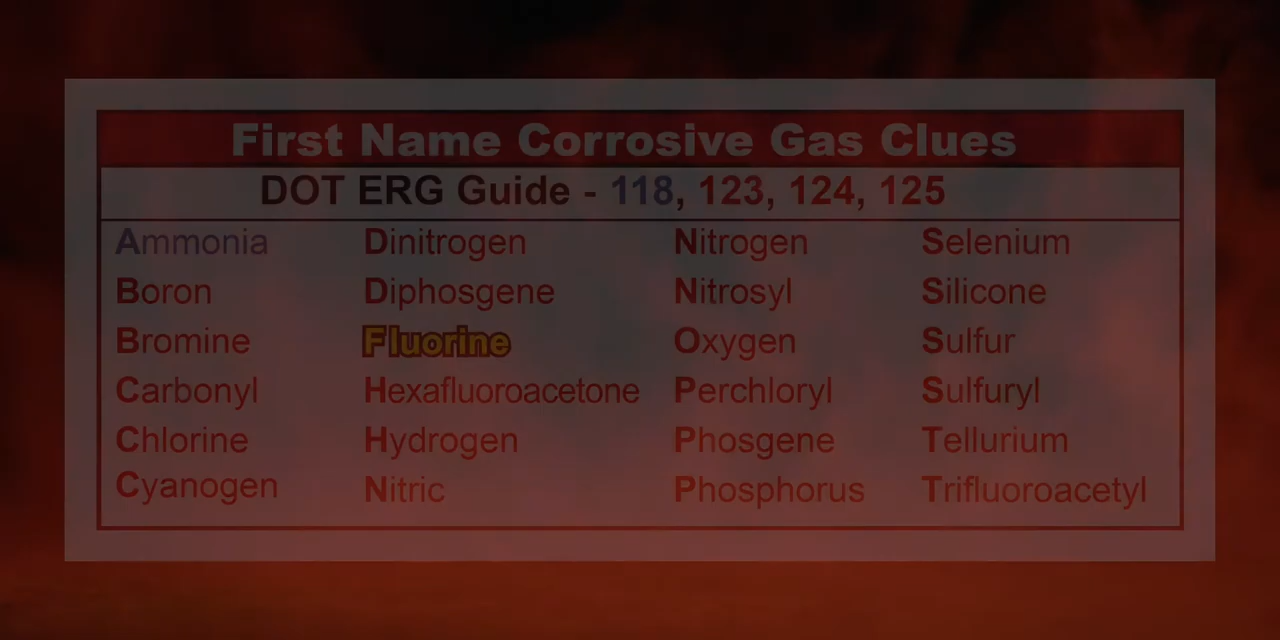 First Name Corrosive Gas Clues
DOT ERG Guide - 118, 123, 124, 125
Ammonia Dinitrogen Nitrogen Selenium
Boron Diphosgene Nitrosyl Silicone
Bromine Fluorine Oxygen Sulfur
Carbonyl Hexafluoroacetone Perchloryl Sulfuryl
Chlorine Hydrogen Phosgene Tellurium
Cyanogen Nitric Phosphorus Trifluoroacetyl